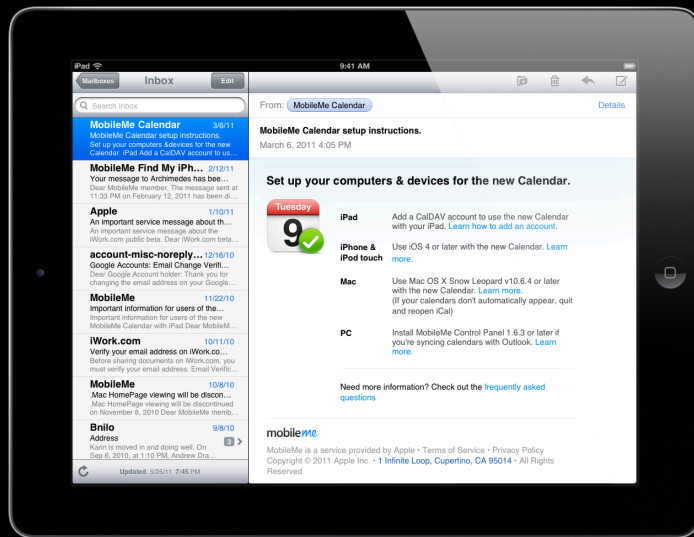 iPad
9:41 AM
Mailboxes
Inbox
Edit
Search Inbox
MobileMe Calendar 3/6/11
MobileMe Calendar setup instructions.
Set up your computers &devices for the new
Calendar. iPad Add a CalDAV account to us…
MobileMe Find My iPh… 2/12/11
Your message to Archimedes has bee…
Dear MobileMe member, The message sent at
11:33 PM on February 12, 2011 has been di…
Apple 1/10/11
An important service message about th…
An important service message about the
iWork.com public beta. Dear iWork.com beta…
account-misc-noreply… 12/16/10
Google Accounts: Email Change Verifi…
Dear Google Account holder: Thank you for
changing the email address on your Google…
MobileMe 11/22/10
Important information for users of the…
Important information for users of the new
MobileMe Calendar with iPad Dear MobileM…
iWork.com 10/11/10
Verify your email address on iWork.co…
Before sharing documents on iWork.com, you
must verify your email address. Email Verific…
MobileMe 10/8/10
.Mac HomePage viewing will be discon…
.Mac HomePage viewing will be discontinued
on November 8, 2010 Dear MobileMe memb…
Bnilo 9/8/10
Address
Karin is moved in and doing well. On
Sep 6, 2010, at 1:10 PM, Andrew Dra…
3
Updated 5/25/11 7:45 PM
From: MobileMe Calendar
Details
MobileMe Calendar setup instructions.
March 6, 2011 4:05 PM
Set up your computers & devices for the new Calendar.
Tuesday
9
iPad
Add a CalDAV account to use the new Calendar
with your iPad. Learn how to add an account.
iPhone &
iPod touch
Use iOS 4 or later with the new Calendar. Learn
more.
Mac
Use Mac OS X Snow Leopard v10.6.4 or later
with the new Calendar. Learn more.
(If your calendars don't automatically appear, quit
and reopen iCal)
PC
Install MobileMe Control Panel 1.6.3 or later if
you're syncing calendars with Outlook. Learn
more.
Need more information? Check out the frequently asked
questions
mobileme
MobileMe is a service provided by Apple • Terms of Service • Privacy Policy
Copyright © 2011 Apple Inc. • 1 Infinite Loop, Cupertino, CA 95014 • All Rights
Reserved